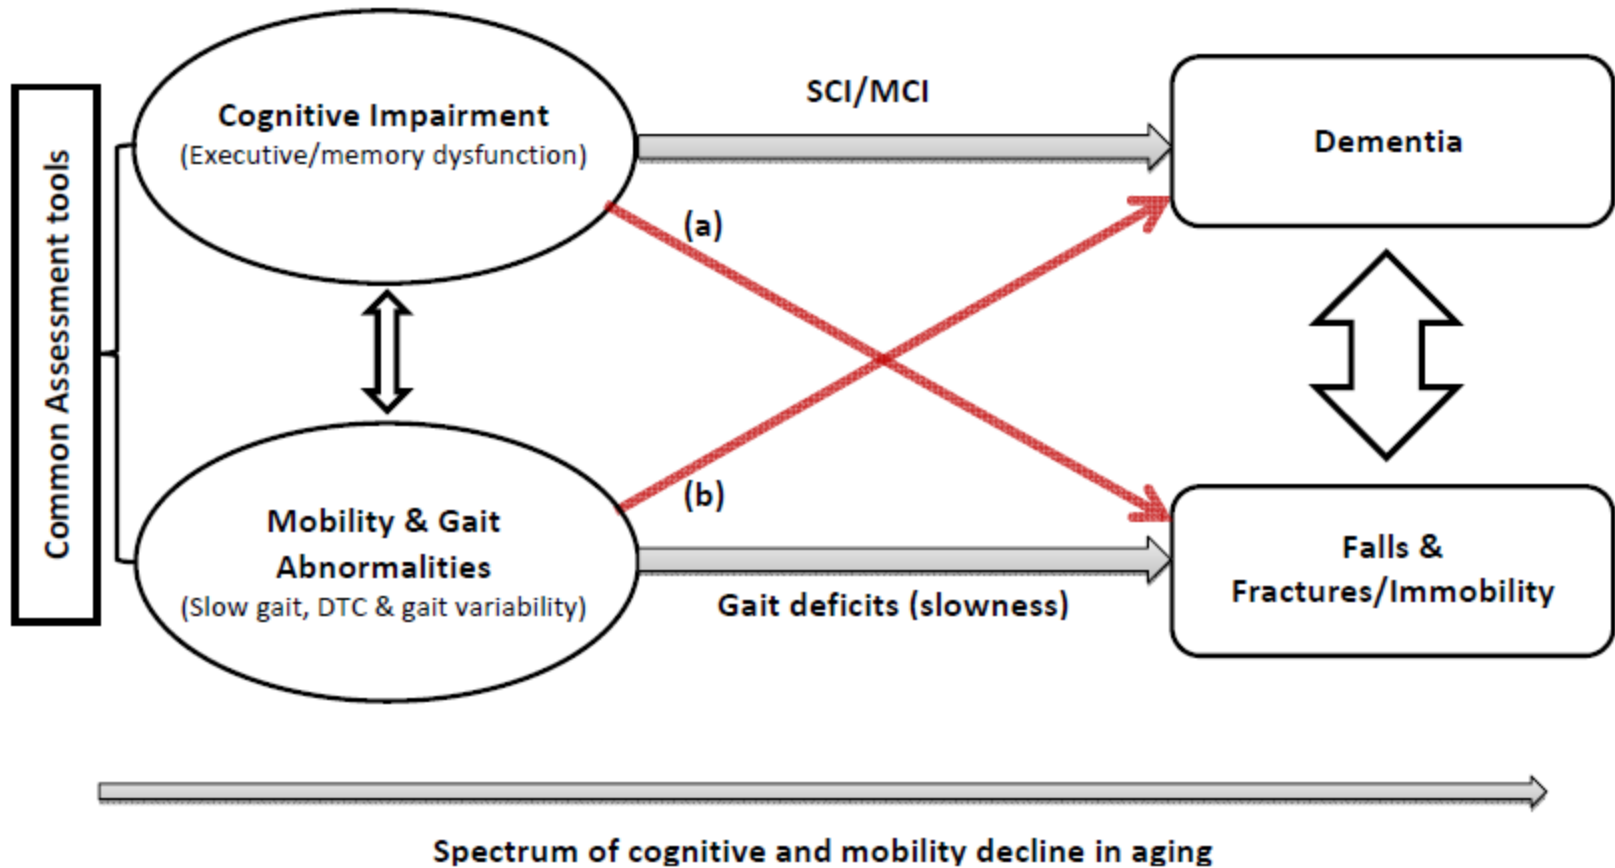 Common Assessment tools
Cognitive Impairment
(Executive/memory dysfunction)
SCI/MCI
Dementia
(a)
(b)
Mobility & Gait
Abnormalities
(Slow gait, DTC & gait variability)
Gait deficits (slowness)
Falls &
Fractures/Immobility
Spectrum of cognitive and mobility decline in aging